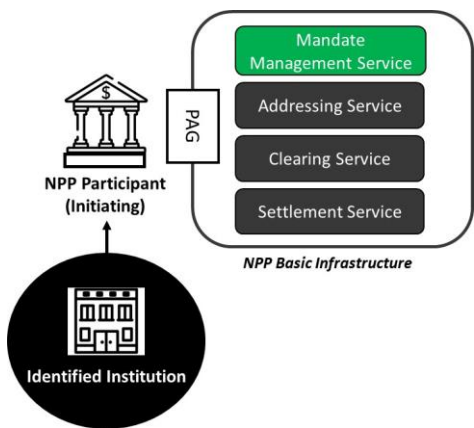 Mandate
Management Service
Addressing Service
Clearing Service
Settlement Service
PAG
$
NPP Participant
(Initiating)
NPP Basic Infrastructure
Identified Institution